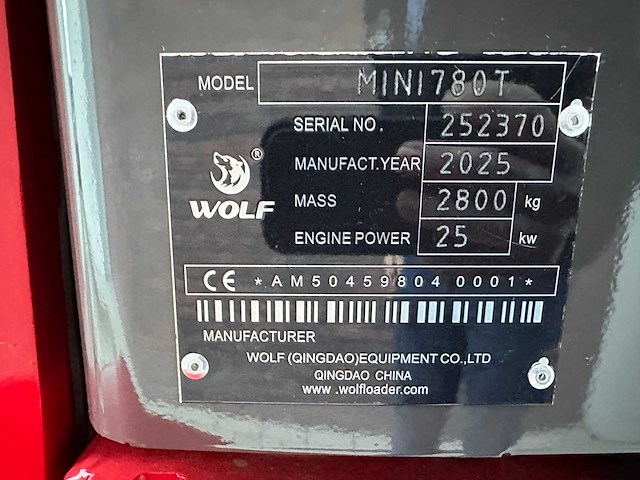 MODEL MINI780T
SERIAL NO. 252370
MANUFACT.YEAR 2025
MASS 2800 kg
ENGINE POWER 25 kw
® WOLF
CE *AM50459804 0001*
MANUFACTURER
WOLF (QINGDAO)EQUIPMENT CO.,LTD
QINGDAO CHINA
www .wolfloader.com